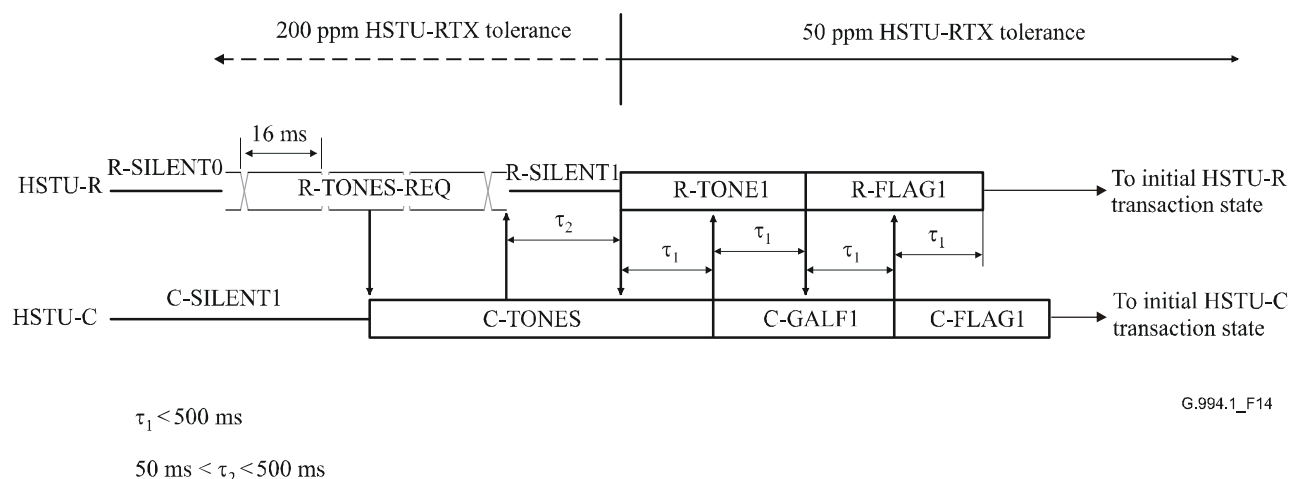 200 ppm HSTU-RTX tolerance
50 ppm HSTU-RTX tolerance
16 ms
R-SILENT0
R-SILENT1
HSTU-R
R-TONES-REQ
R-TONE1
R-FLAG1
To initial HSTU-R
transaction state
τ2
τ1
τ1
τ1
τ1
C-SILENT1
HSTU-C
C-TONES
C-GALF1
C-FLAG1
To initial HSTU-C
transaction state
G.994.1_F14
τ1 < 500 ms
50 ms < τ2 < 500 ms